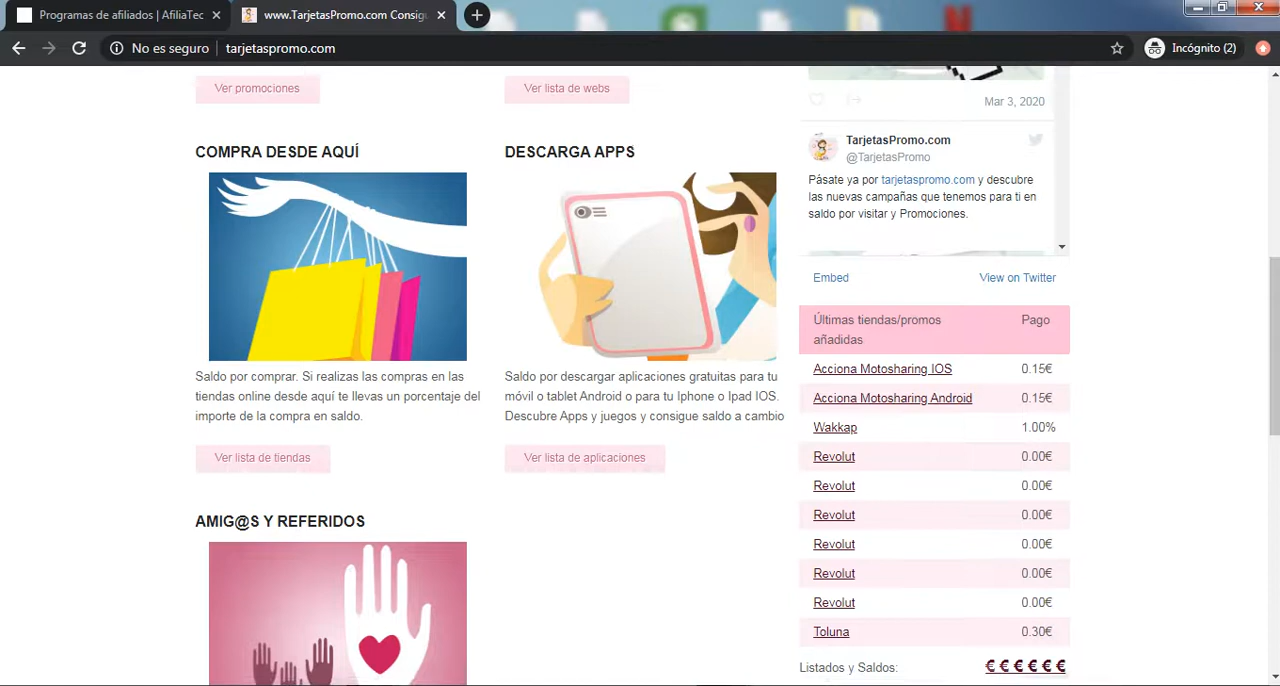 Programas de afiliados | AfiliaTec
www.TarjetasPromo.com Consigu
No es seguro
tarjetaspromo.com
Incógnito (2)
Ver promociones
Ver lista de webs
COMPRA DESDE AQUÍ
Saldo por comprar. Si realizas las compras en las
tiendas online desde aquí te llevas un porcentaje del
importe de la compra en saldo.
Ver lista de tiendas
DESCARGA APPS
Saldo por descargar aplicaciones gratuitas para tu
móvil o tablet Android o para tu Iphone o Ipad IOS.
Descubre Apps y juegos y consigue saldo a cambio
Ver lista de aplicaciones
AMIG@S Y REFERIDOS
Mar 3, 2020
TarjetasPromo.com
@TarjetasPromo
Pásate ya por tarjetaspromo.com y descubre
las nuevas campañas que tenemos para ti en
saldo por visitar y Promociones.
Embed View on Twitter
Últimas tiendas/promos
añadidas
Pago
Acciona Motosharing IOS 0.15€
Acciona Motosharing Android 0.15€
Wakkap 1.00%
Revolut 0.00€
Revolut 0.00€
Revolut 0.00€
Revolut 0.00€
Revolut 0.00€
Revolut 0.00€
Toluna 0.30€
Listados y Saldos: € € € € € €